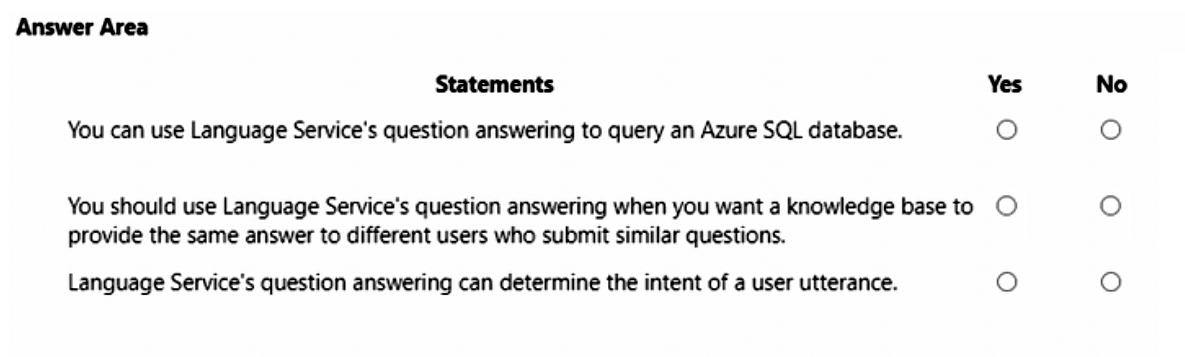 Answer Area
Statements Yes No
You can use Language Service's question answering to query an Azure SQL database.
You should use Language Service's question answering when you want a knowledge base to
provide the same answer to different users who submit similar questions.
Language Service's question answering can determine the intent of a user utterance.